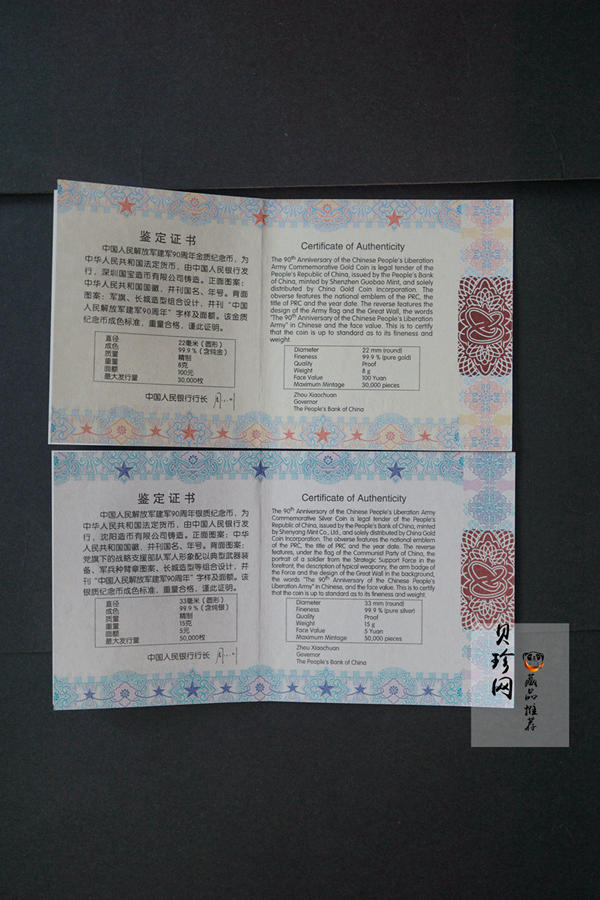 鉴定证书
中国人民解放军建军90周年金质纪念币，为
中华人民共和国法定货币，由中国人民银行发
行，深圳国宝造币有限公司铸造。正面图案：
中华人民共和国国徽，并刊国名、年号。背面
图案：军旗、长城造型组合设计，并刊“中国
人民解放军建军90周年”字样及面额。该金质
纪念币成色标准，重量合格，谨此证明。
直径 22毫米（圆形）
成色 99.9％（含纯金）
质量 精制
重量 8克
面额 100元
最大发行量 30,000枚
中国人民银行行长
Certificate of Authenticity
The 90th Anniversary of the Chinese People's Liberation
Army Commemorative Gold Coin is legal tender of the
People's Republic of China, issued by the People's Bank
of China, minted by Shenzhen Guobao Mint, and solely
distributed by China Gold Coin Incorporation. The
obverse features the national emblem of the PRC, the
title of PRC and the year date. The reverse features the
design of the Army flag and the Great Wall, the words
"The 90th Anniversary of the Chinese People's Liberation
Army" in Chinese and the face value. This is to certify
that the coin is up to standard as to its fineness and
weight.
Diameter 22 mm (round)
Fineness 99.9 % (pure gold)
Quality Proof
Weight 8 g
Face Value 100 Yuan
Maximum Mintage 30,000 pieces
Zhou Xiaochuan
Governor
The People's Bank of China
鉴定证书
中国人民解放军建军90周年银质纪念币，为
中华人民共和国法定货币，由中国人民银行发
行，沈阳造币有限公司铸造。正面图案：中华
人民共和国国徽，并刊国名、年号。背面图案：
党旗下的战略支援部队军人形象配以典型武器装
备、军兵种臂章图案，长城造型等组合设计，并
刊“中国人民解放军建军90周年”字样及面额。该
银质纪念币成色标准，重量合格，谨此证明。
直径 33毫米（圆形）
成色 99.9％（含纯银）
质量 精制
重量 15克
面额 5元
最大发行量 50,000枚
中国人民银行行长
Certificate of Authenticity
The 90th Anniversary of the Chinese People's Liberation Army
Commemorative Silver Coin is legal tender of the People's
Republic of China, issued by the People's Bank of China, minted
by Shenyang Mint Co., Ltd., and solely distributed by China Gold
Coin Incorporation. The obverse features the national emblem
of the PRC, the title of PRC and the year date. The reverse
features, under the flag of the Communist Party of China, the
portrait of a soldier from the Strategic Support Force in the
forefront, the description of typical weaponry, the arm badge of
the Force and the design of the Great Wall in the background,
the words "The 90th Anniversary of the Chinese People's
Liberation Army" in Chinese, and the face value. This is to certify
that the coin is up to standard as to its fineness and weight.
Diameter 33 mm (round)
Fineness 99.9 % (pure silver)
Quality Proof
Weight 15 g
Face Value 5 Yuan
Maximum Mintage 50,000 pieces
Zhou Xiaochuan
Governor
The People's Bank of China
贝珍网
藏品推荐